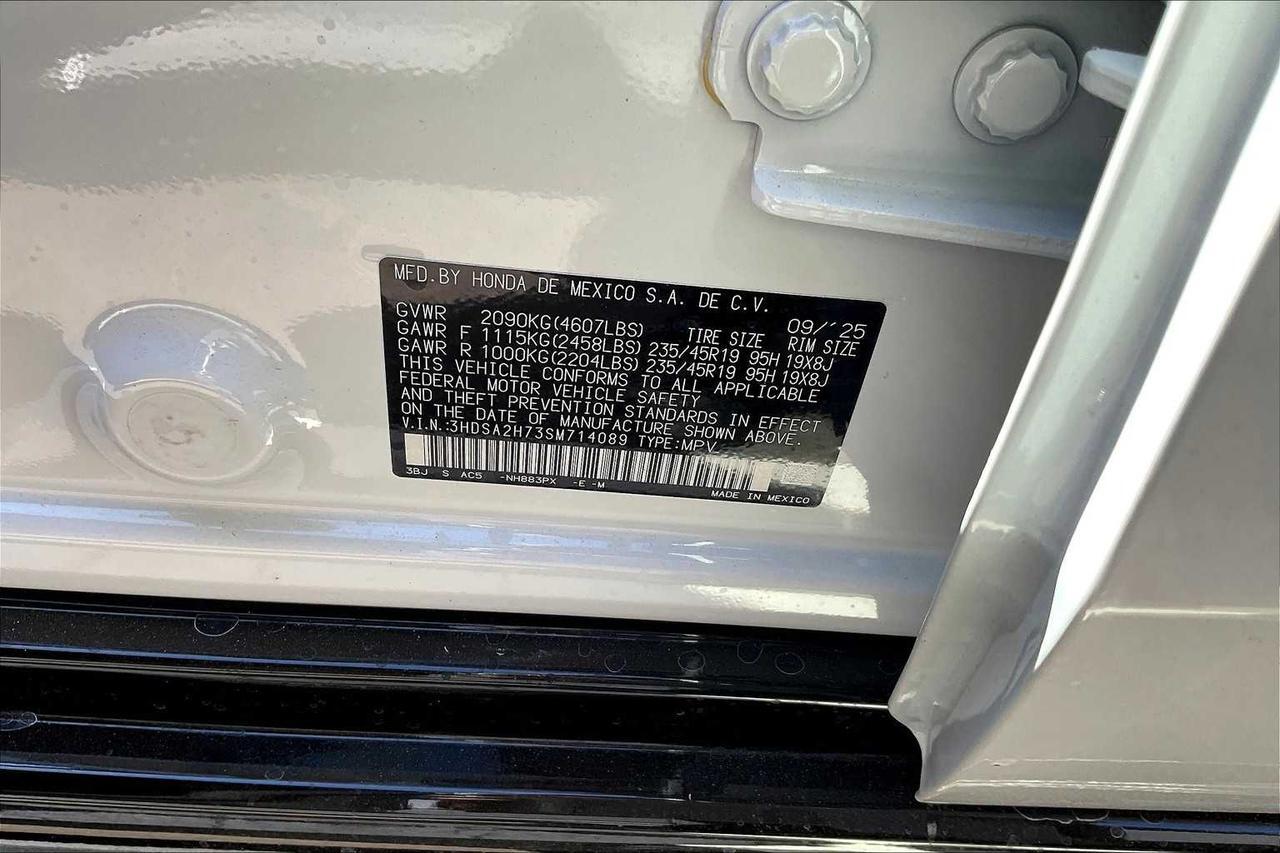 MFD. BY HONDA DE MEXICO S.A. DE C.V.
09/'25
GVWR 2090KG(4607LBS) TIRE SIZE RIM SIZE
GAWR F 1115KG(2458LBS) 235/45R19 95H 19X8J
GAWR R 1000KG(2204LBS) 235/45R19 95H 19X8J
THIS VEHICLE CONFORMS TO ALL APPLICABLE
FEDERAL MOTOR VEHICLE SAFETY
AND THEFT PREVENTION STANDARDS IN EFFECT
ON THE DATE OF MANUFACTURE SHOWN ABOVE.
V.I.N.:3HDSA2H73SM714089 TYPE:MPV
3BJ S AC5 -NH883PX -E -M
MADE IN MEXICO